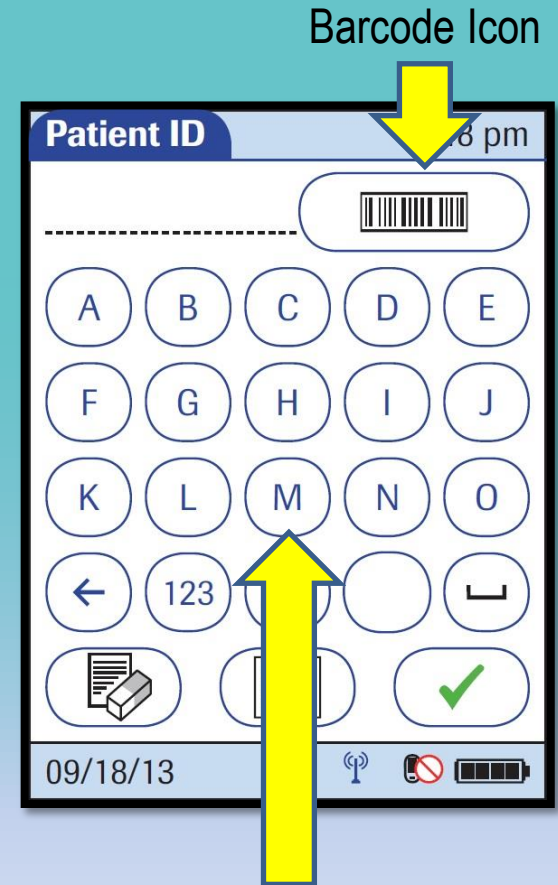 Barcode Icon
Patient ID 8 pm
A B C D E
F G H I J
K L M N O
123
09/18/13